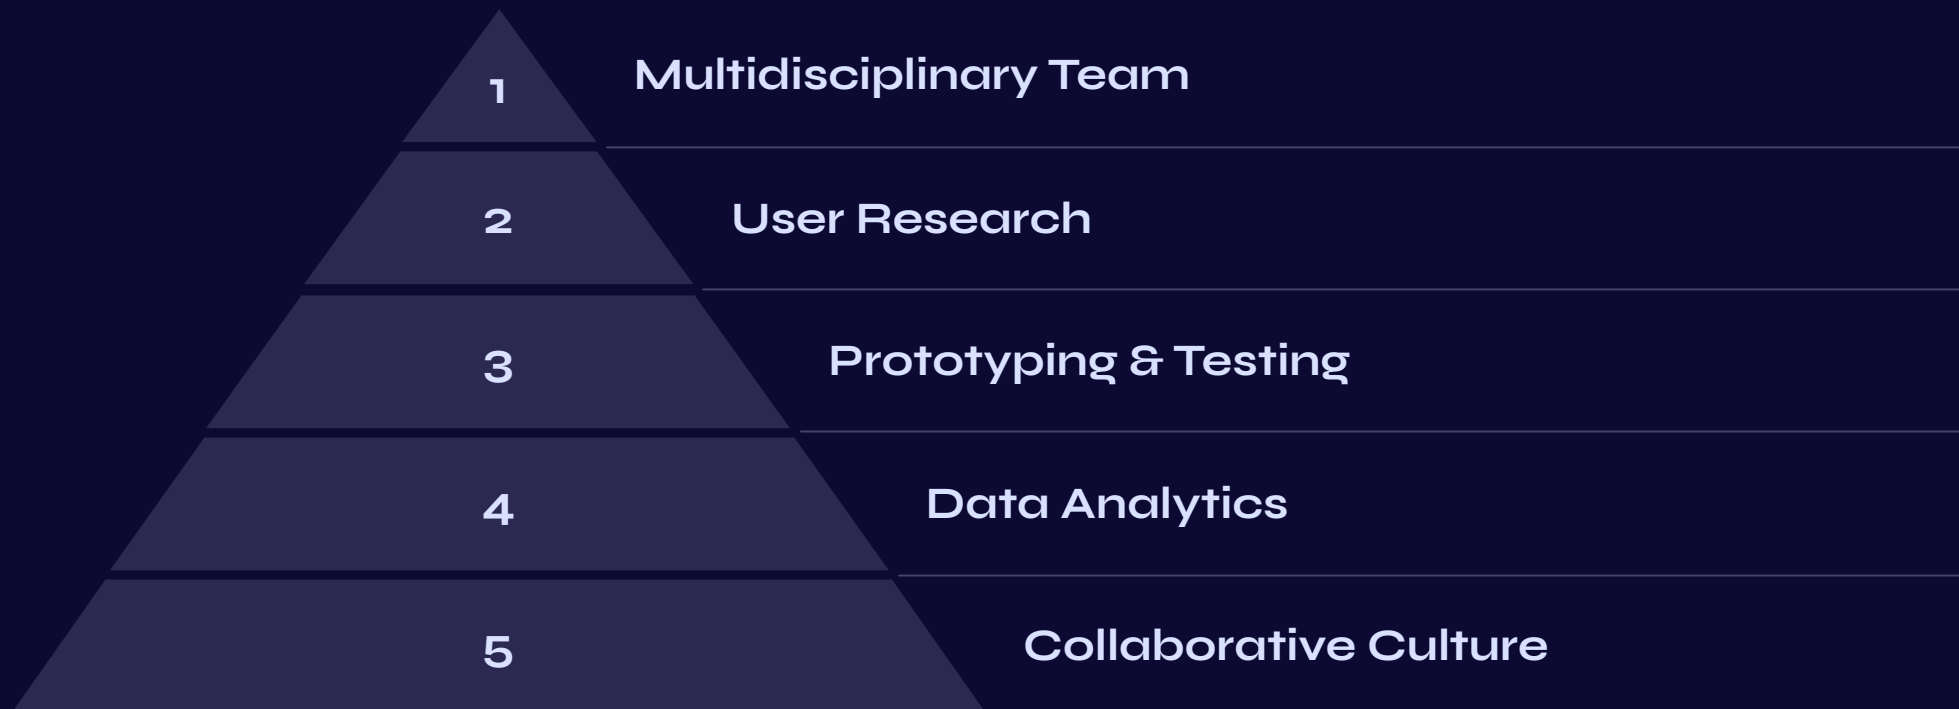 1
Multidisciplinary Team
2
User Research
3
Prototyping & Testing
4
Data Analytics
5
Collaborative Culture